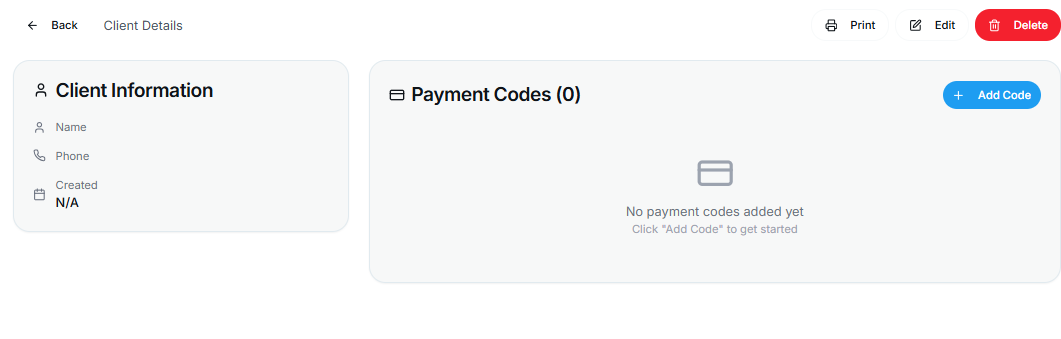 Back
Client Details
Print
Edit
Delete
Client Information
Name
Phone
Created
N/A
Payment Codes (0)
Add Code
No payment codes added yet
Click "Add Code" to get started